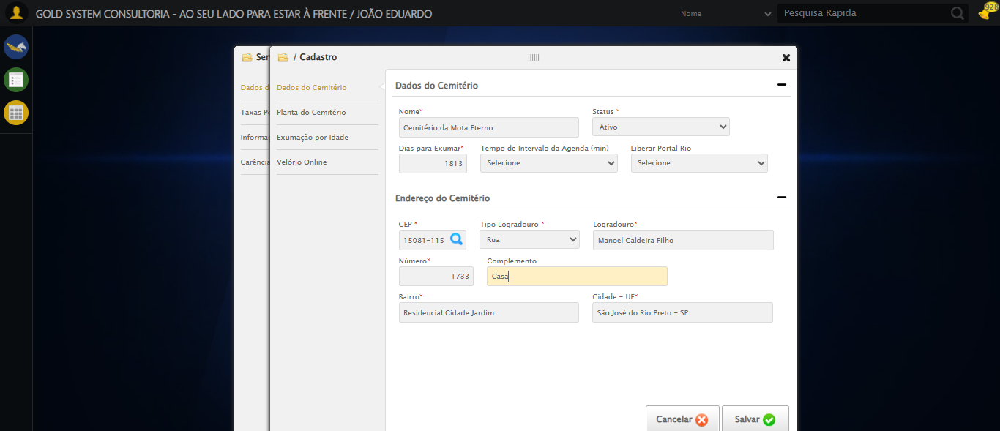 GOLD SYSTEM CONSULTORIA - AO SEU LADO PARA ESTAR À FRENTE / JOÃO EDUARDO
Nome
Pesquisa Rapida
928
Ser
/ Cadastro
Dados d
Taxas Po
Informac
Carência
Dados do Cemitério
Planta do Cemitério
Exumação por Idade
Velório Online
Dados do Cemitério
Nome*
Status *
Cemitério da Mota Eterno
Ativo
Dias para Exumar*
Tempo de Intervalo da Agenda (min)
Liberar Portal Rio
1813
Selecione
Selecione
Endereço do Cemitério
CEP *
Tipo Logradouro *
Logradouro*
15081-115
Rua
Manoel Caldeira Filho
Número*
Complemento
1733
Casa
Bairro*
Cidade - UF*
Residencial Cidade Jardim
São José do Rio Preto - SP
Cancelar
Salvar